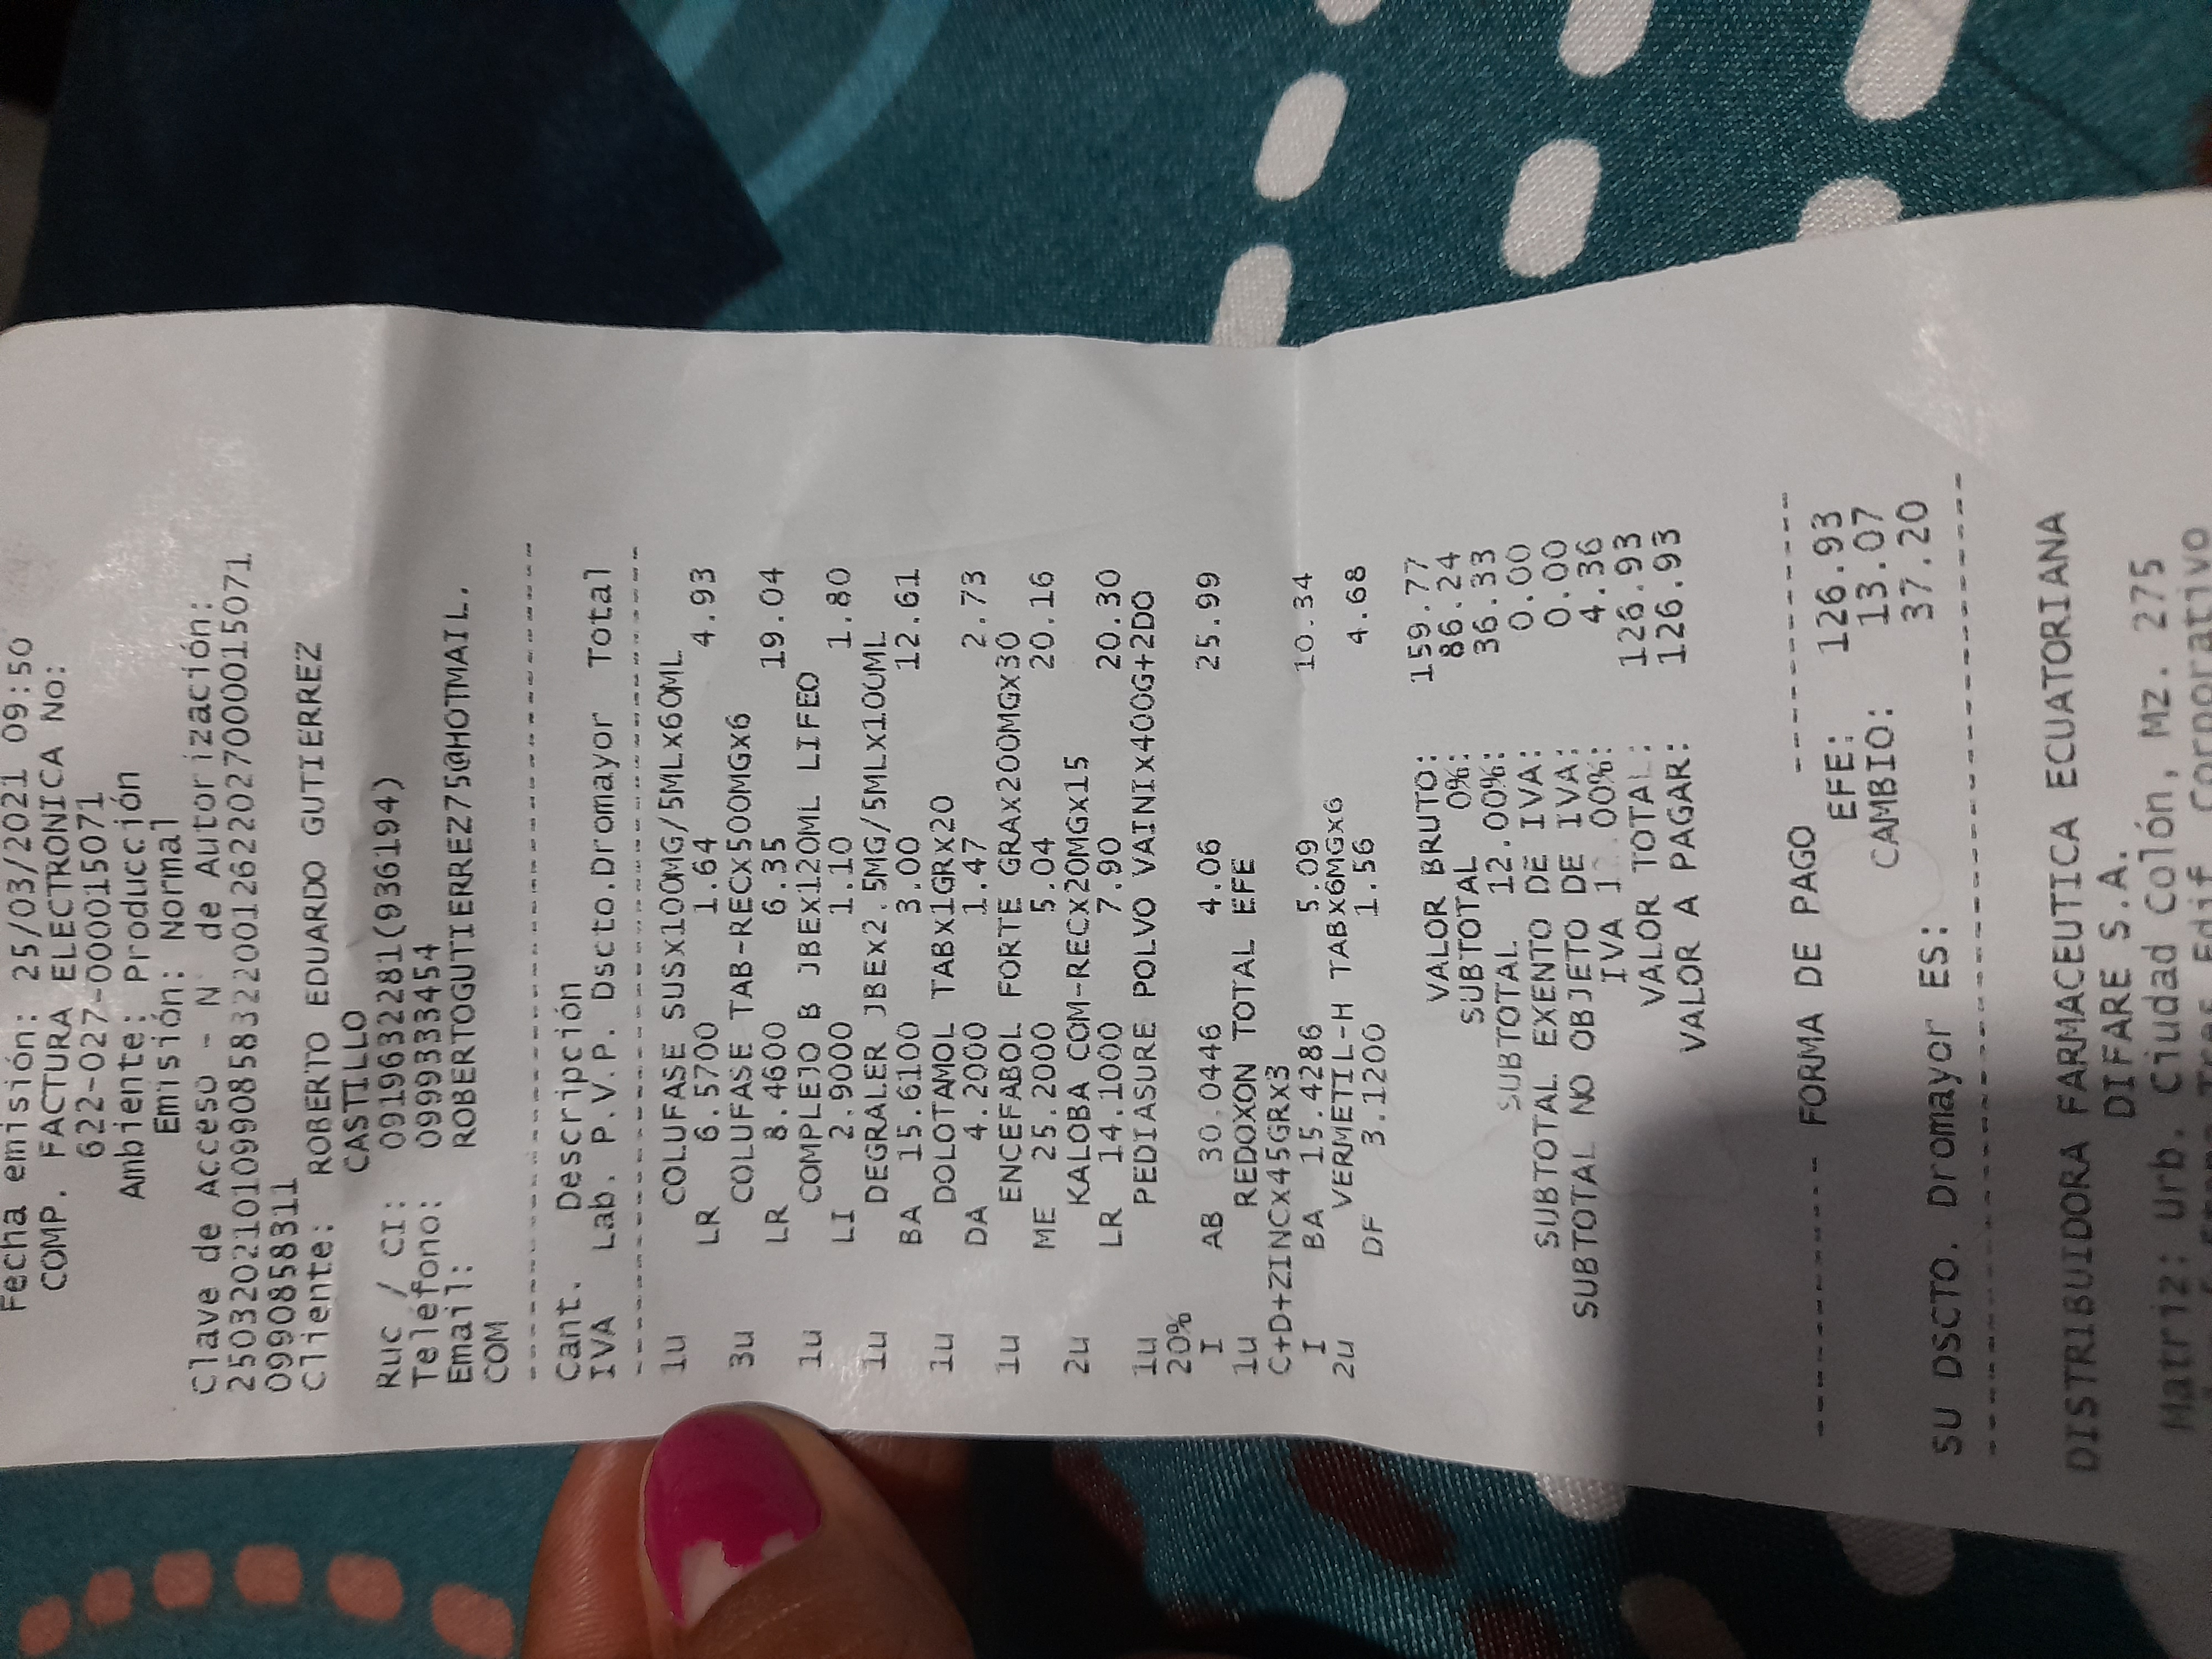 Fecha emisión: 25/03/2021 09:50
COMP. FACTURA ELECTRONICA No:
622-027-000015071
Ambiente: Producción
Emisión: Normal
Clave de Acceso - N de Autorización:
250320210109908583220012622027000015071
0990858311
Cliente: ROBERTO EDUARDO GUTIERREZ
CASTILLO
Ruc / CI: 0919632281(936194)
Teléfono: 0999333454
Email: ROBERTOGUTIERREZ75@HOTMAIL.
COM
Cant. Descripción
IVA Lab. P.V.P. Dscto.Dromayor Total
1u COLUFASE SUSx100MG/5MLx60ML
LR 6.5700 1.64 4.93
3u COLUFASE TAB-RECx500MGx6
LR 8.4600 6.35 19.04
1u COMPLEJO B JBEx120ML LIFEO
LI 2.9000 1.10 1.80
1u DEGRALER JBEx2.5MG/5MLx100ML
BA 15.6100 3.00 12.61
1u DOLOTAMOL TABx1GRx20
DA 4.2000 1.47 2.73
1u ENCEFABOL FORTE GRAx200MGx30
ME 25.2000 5.04 20.16
2u KALOBA COM-RECx20MGx15
LR 14.1000 7.90 20.30
1u PEDIASURE POLVO VAINIx400G+2DO
20%
I AB 30.0446 4.06 25.99
1u REDOXON TOTAL EFE
C+D+ZINCx45GRx3
I BA 15.4286 5.09 10.34
2u VERMETIL-H TABx6MGx6
DF 3.1200 1.56 4.68
VALOR BRUTO: 159.77
SUBTOTAL 0%: 86.24
SUBTOTAL 12.00%: 36.33
SUBTOTAL EXENTO DE IVA: 0.00
SUBTOTAL NO OBJETO DE IVA: 0.00
IVA 1 .00%: 4.36
VALOR TOTAL: 126.93
VALOR A PAGAR: 126.93
------------ FORMA DE PAGO ------------
EFE: 126.93
CAMBIO: 13.07
SU DSCTO. Dromayor ES: 37.20
DISTRIBUIDORA FARMACEUTICA ECUATORIANA
DIFARE S.A.
Matriz: Urb. Ciudad Colón, Mz. 275
Etapa Tres Edif. Corporativo